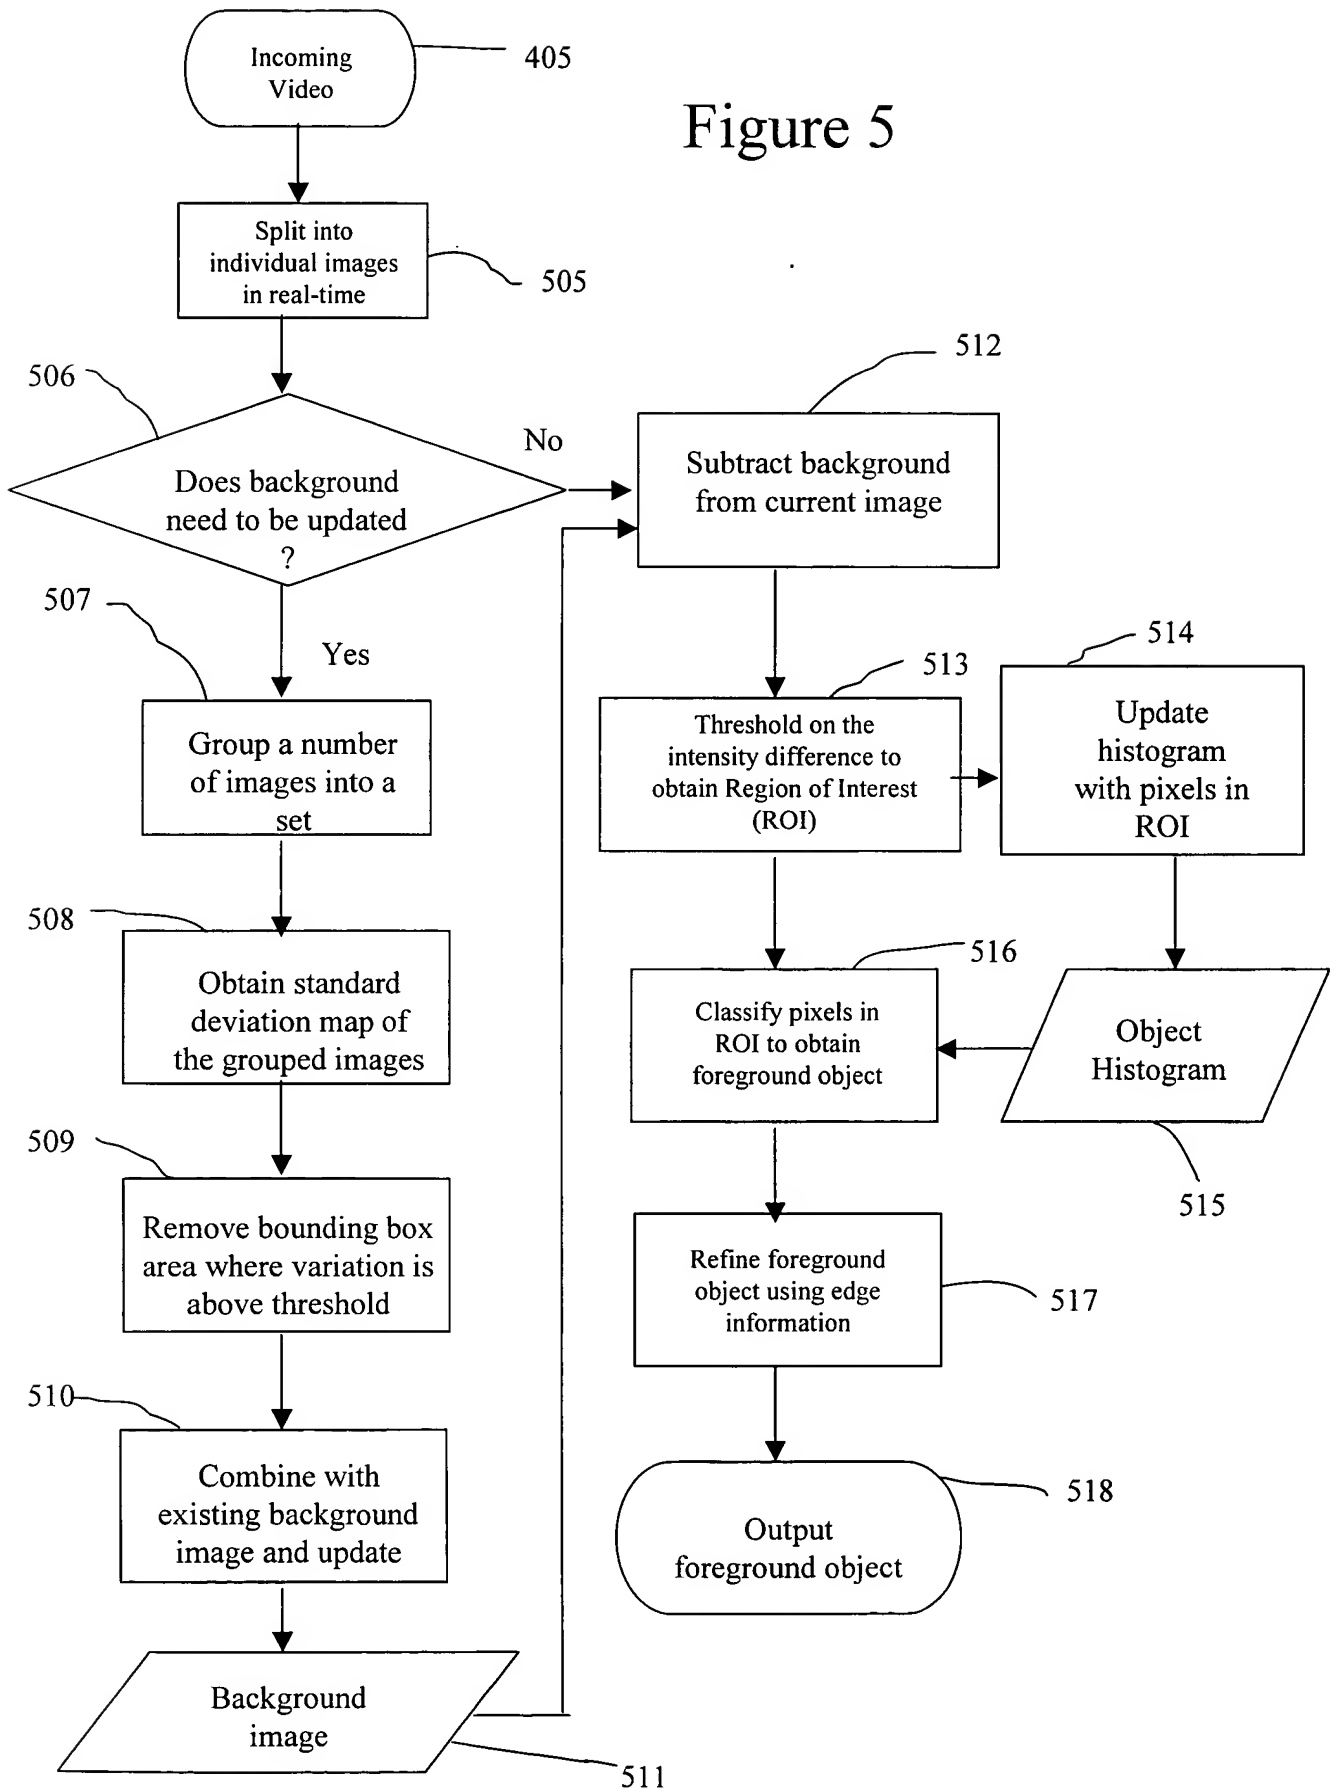 Incoming
Video
405
Figure 5
Split into
individual images
in real-time
505
506
Does background
need to be updated
?
No
Yes
512
Subtract background
from current image
507
Group a number
of images into a
set
513
Threshold on the
intensity difference to
obtain Region of Interest
(ROI)
514
Update
histogram
with pixels in
ROI
508
Obtain standard
deviation map of
the grouped images
516
Classify pixels in
ROI to obtain
foreground object
Object
Histogram
515
509
Remove bounding box
area where variation is
above threshold
Refine foreground
object using edge
information
517
510
Combine with
existing background
image and update
Output
foreground object
518
Background
image
511